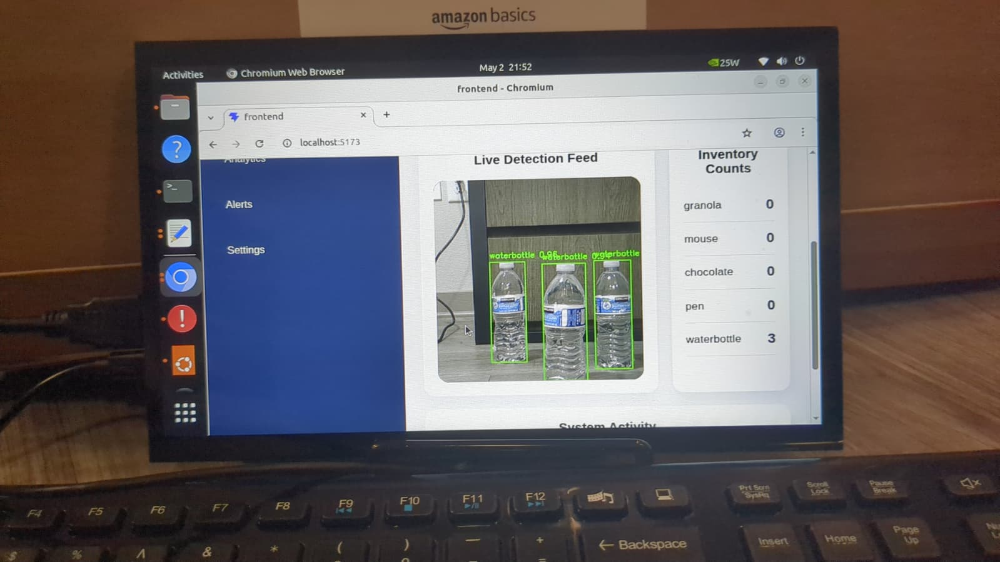 amazon basics
Activities
Chromium Web Browser
May 2 21:52
25W
frontend - Chromium
frontend
localhost:5173
Analytics
Alerts
Settings
Live Detection Feed
waterbottle 0.96
waterbottle
waterbottle
Inventory
Counts
granola 0
mouse 0
chocolate 0
pen 0
waterbottle 3
System Activity
F4
F5
F6
F7
F8
F9
F10
F11
F12
Prt Scrn
SysRq
Scroll
Lock
Pause
Break
$
%
&
*
(
)
+
=
← Backspace
Insert
Home
Page
Up